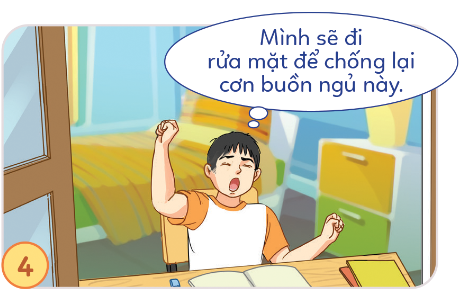 Mình sẽ đi
rửa mặt để chống lại
cơn buồn ngủ này.
4